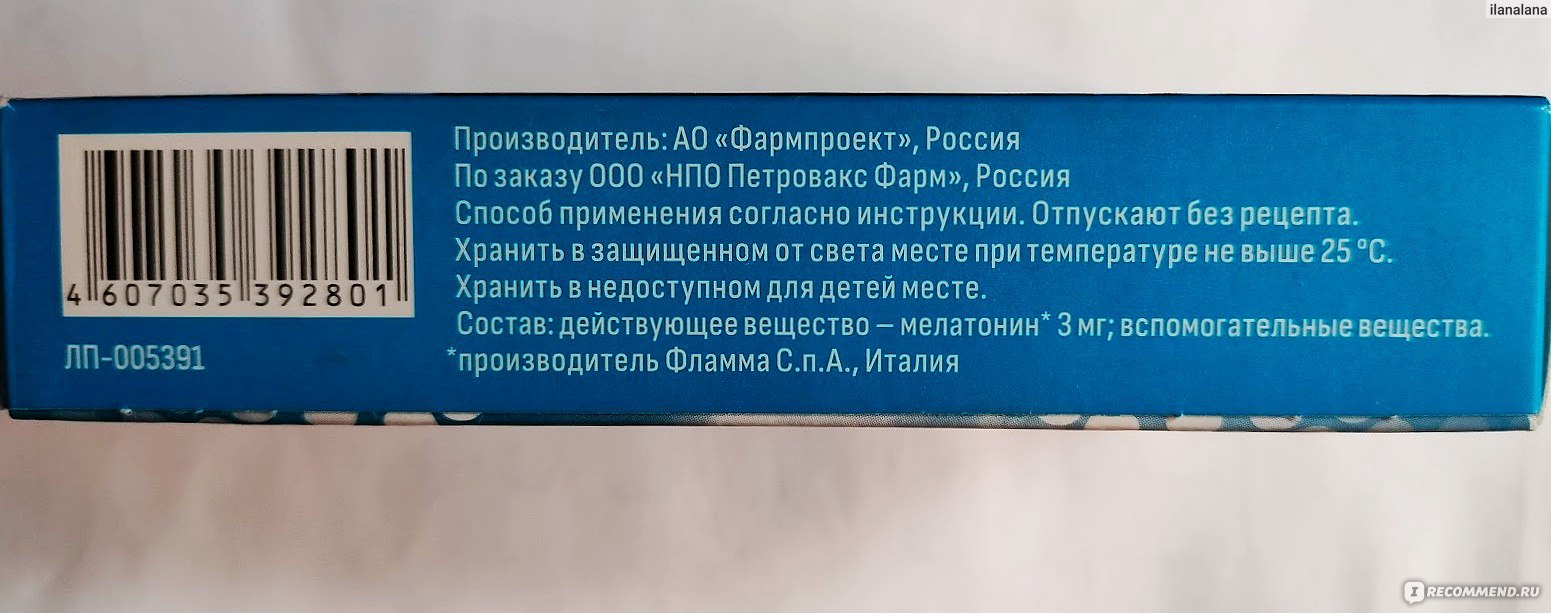 ilanalana
Производитель: АО «Фармпроект», Россия
По заказу ООО «НПО Петровакс Фарм», Россия
Способ применения согласно инструкции. Отпускают без рецепта.
Хранить в защищенном от света месте при температуре не выше 25 °С.
Хранить в недоступном для детей месте.
Состав: действующее вещество – мелатонин* 3 мг; вспомогательные вещества.
*производитель Фламма С.п.А., Италия
4 607035 392801
ЛП-005391
IRECOMMEND.RU